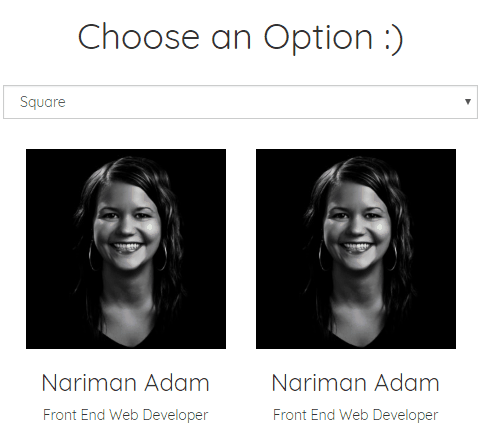 Choose an Option :)
Square
Nariman Adam
Nariman Adam
Front End Web Developer
Front End Web Developer